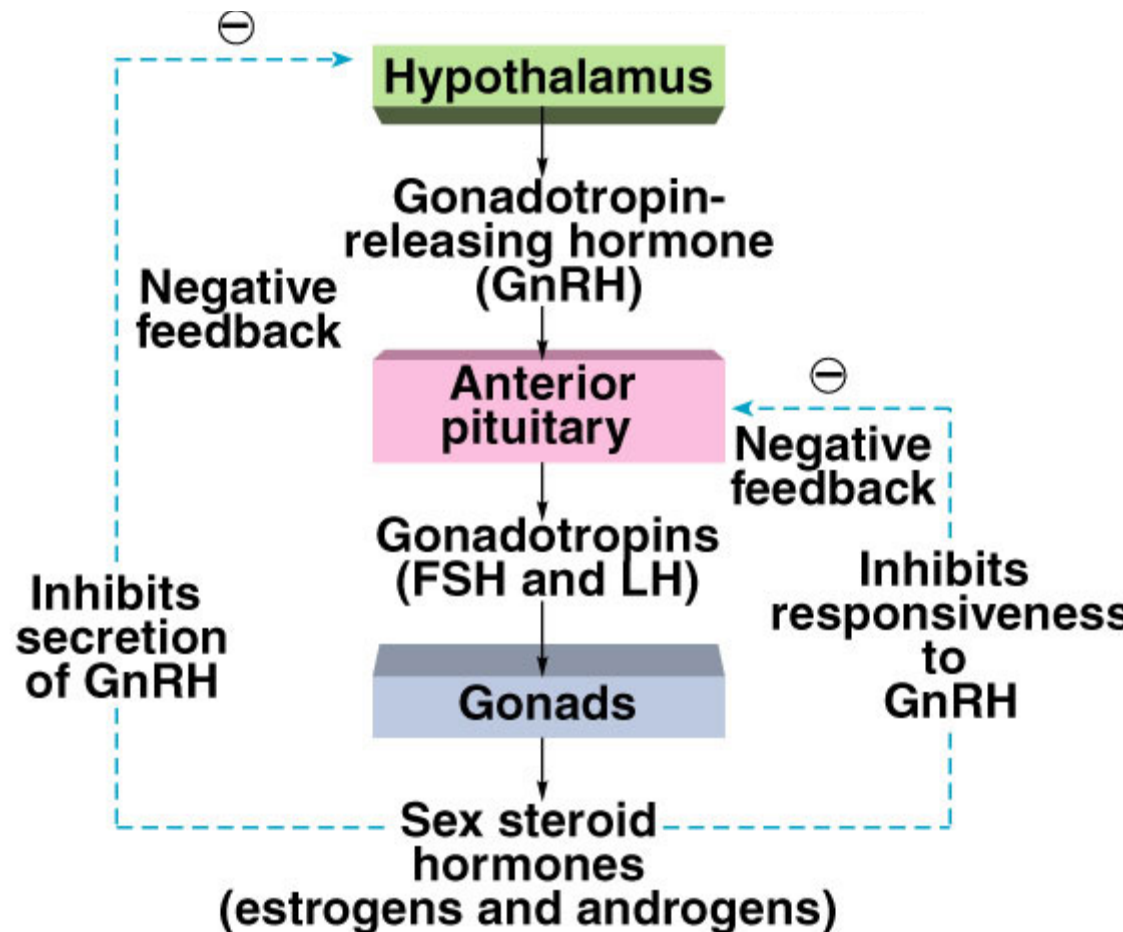 Hypothalamus
Gonadotropin-
releasing hormone
(GnRH)
Negative
feedback
Anterior
pituitary
Negative
feedback
Gonadotropins
(FSH and LH)
Inhibits
secretion
of GnRH
Inhibits
responsiveness
to
GnRH
Gonads
Sex steroid
hormones
(estrogens and androgens)